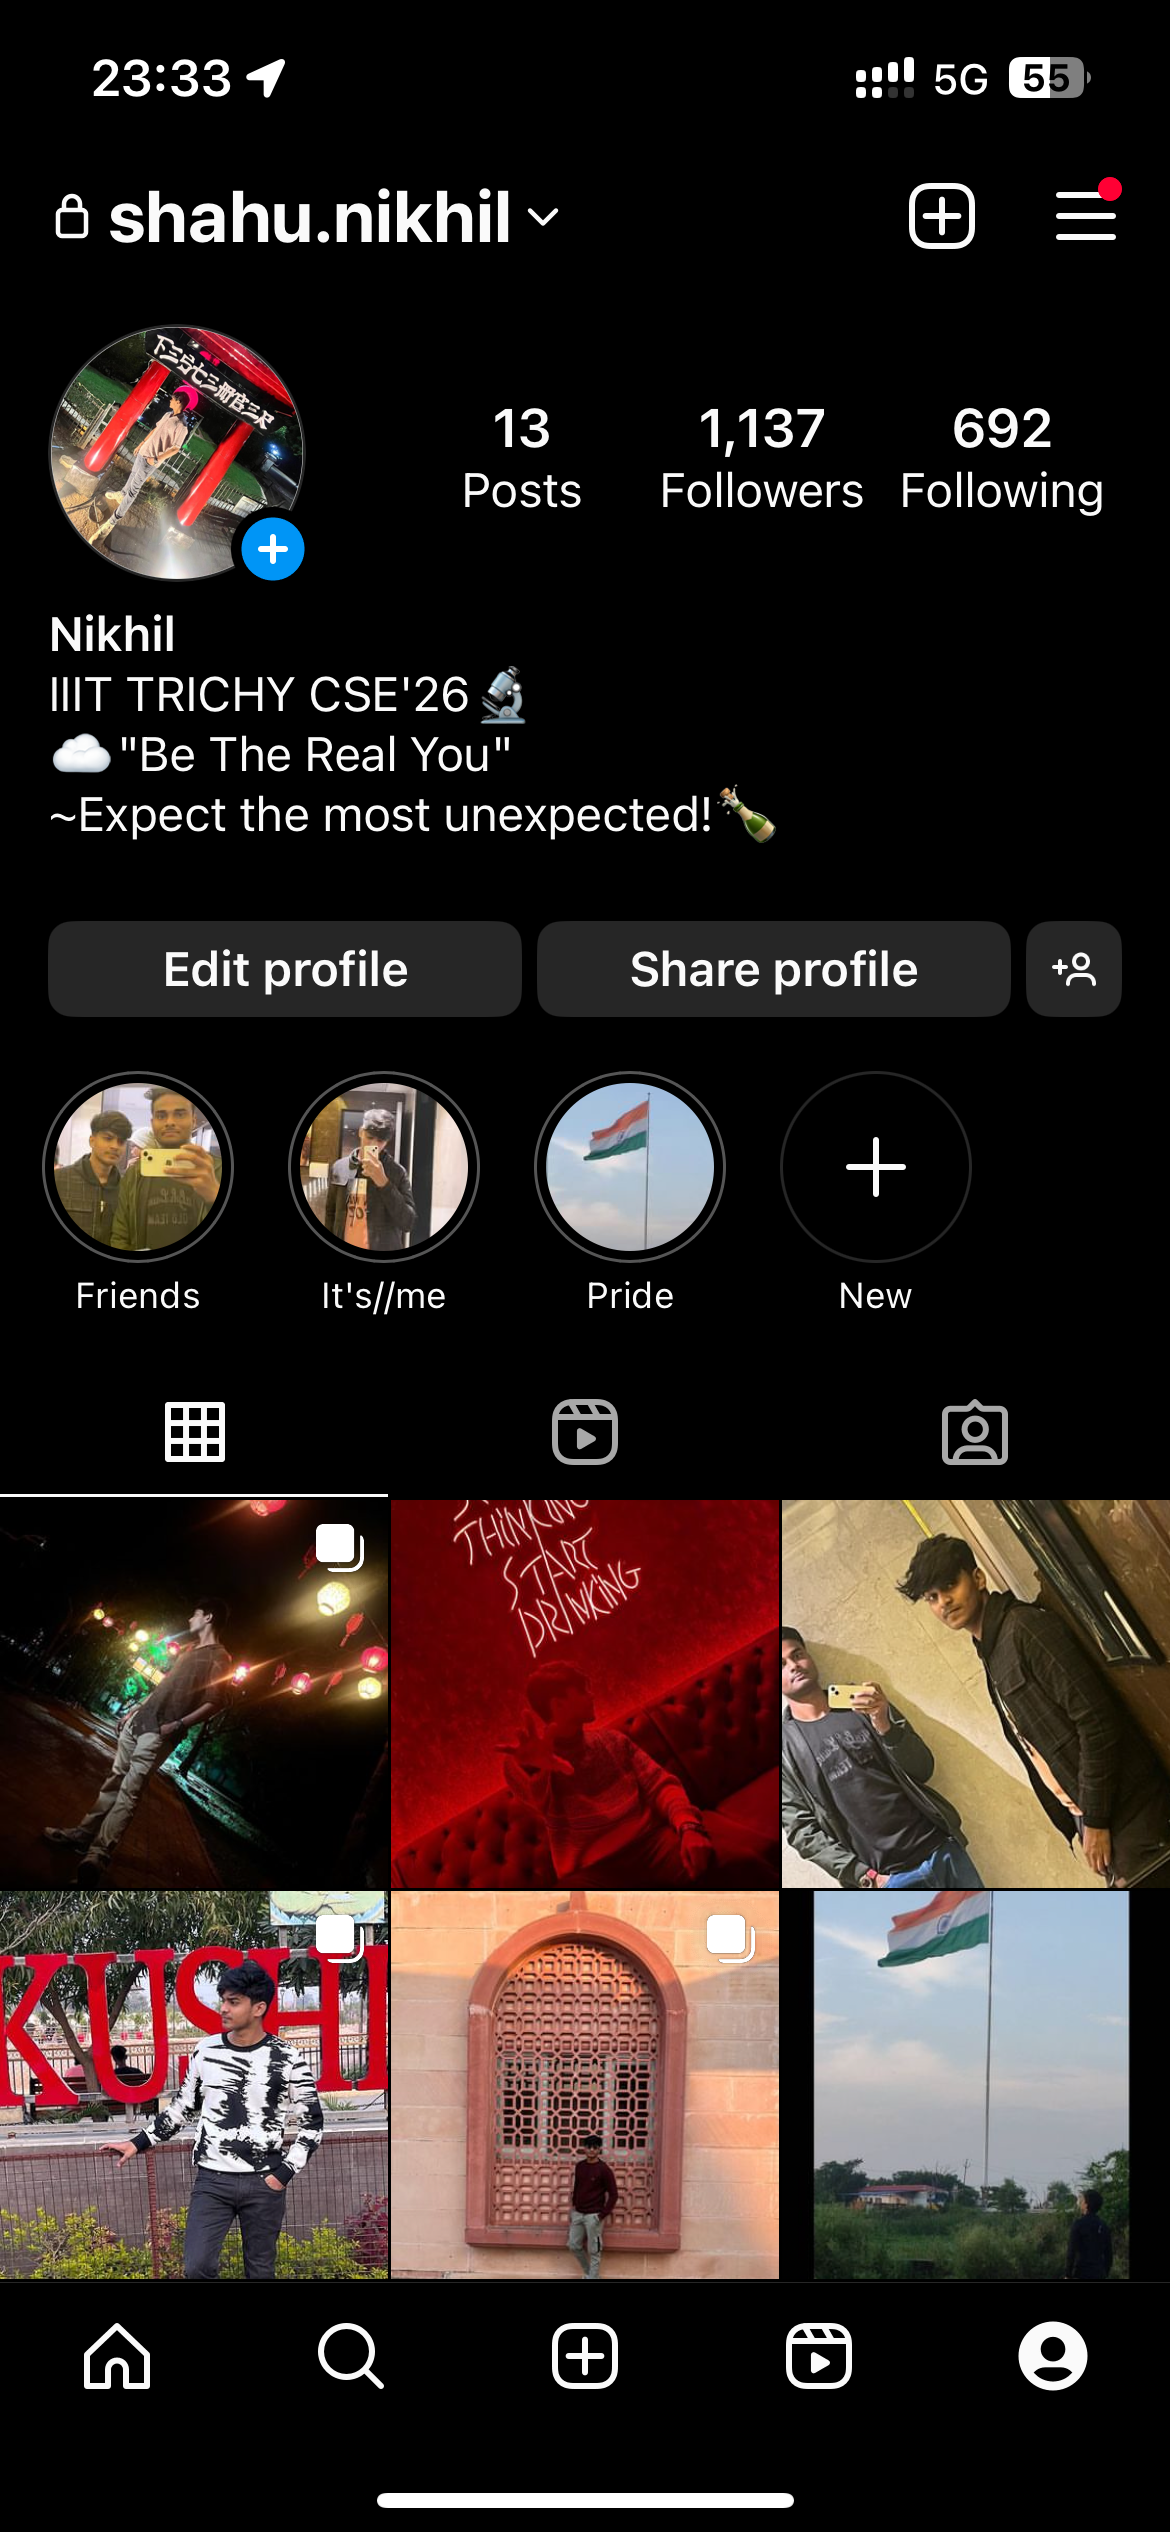 23:33
5G 55
shahu.nikhil
13
Posts
1,137
Followers
692
Following
Nikhil
IIIT TRICHY CSE'26🔬
☁️"Be The Real You"
~Expect the most unexpected!🍾
Edit profile
Share profile
Friends
It's//me
Pride
New
THINKING
START
DRINKING
KUSHI